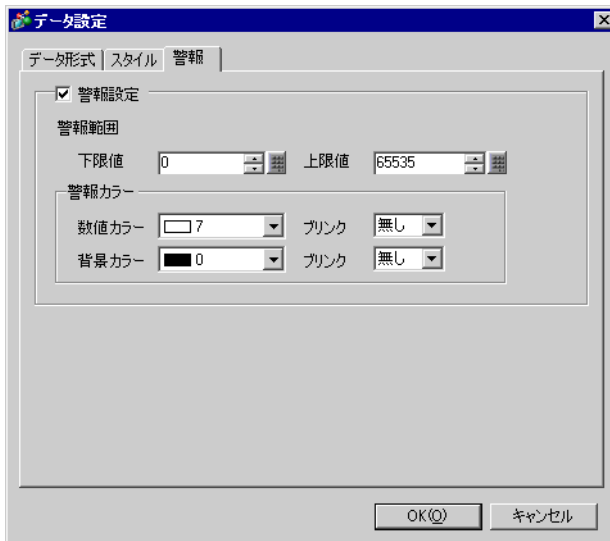 データ設定
データ形式 スタイル 警報
警報設定
警報範囲
下限値 0 上限値 65535
警報カラー
数値カラー 7 ブリンク 無し
背景カラー 0 ブリンク 無し
OK(O) キャンセル